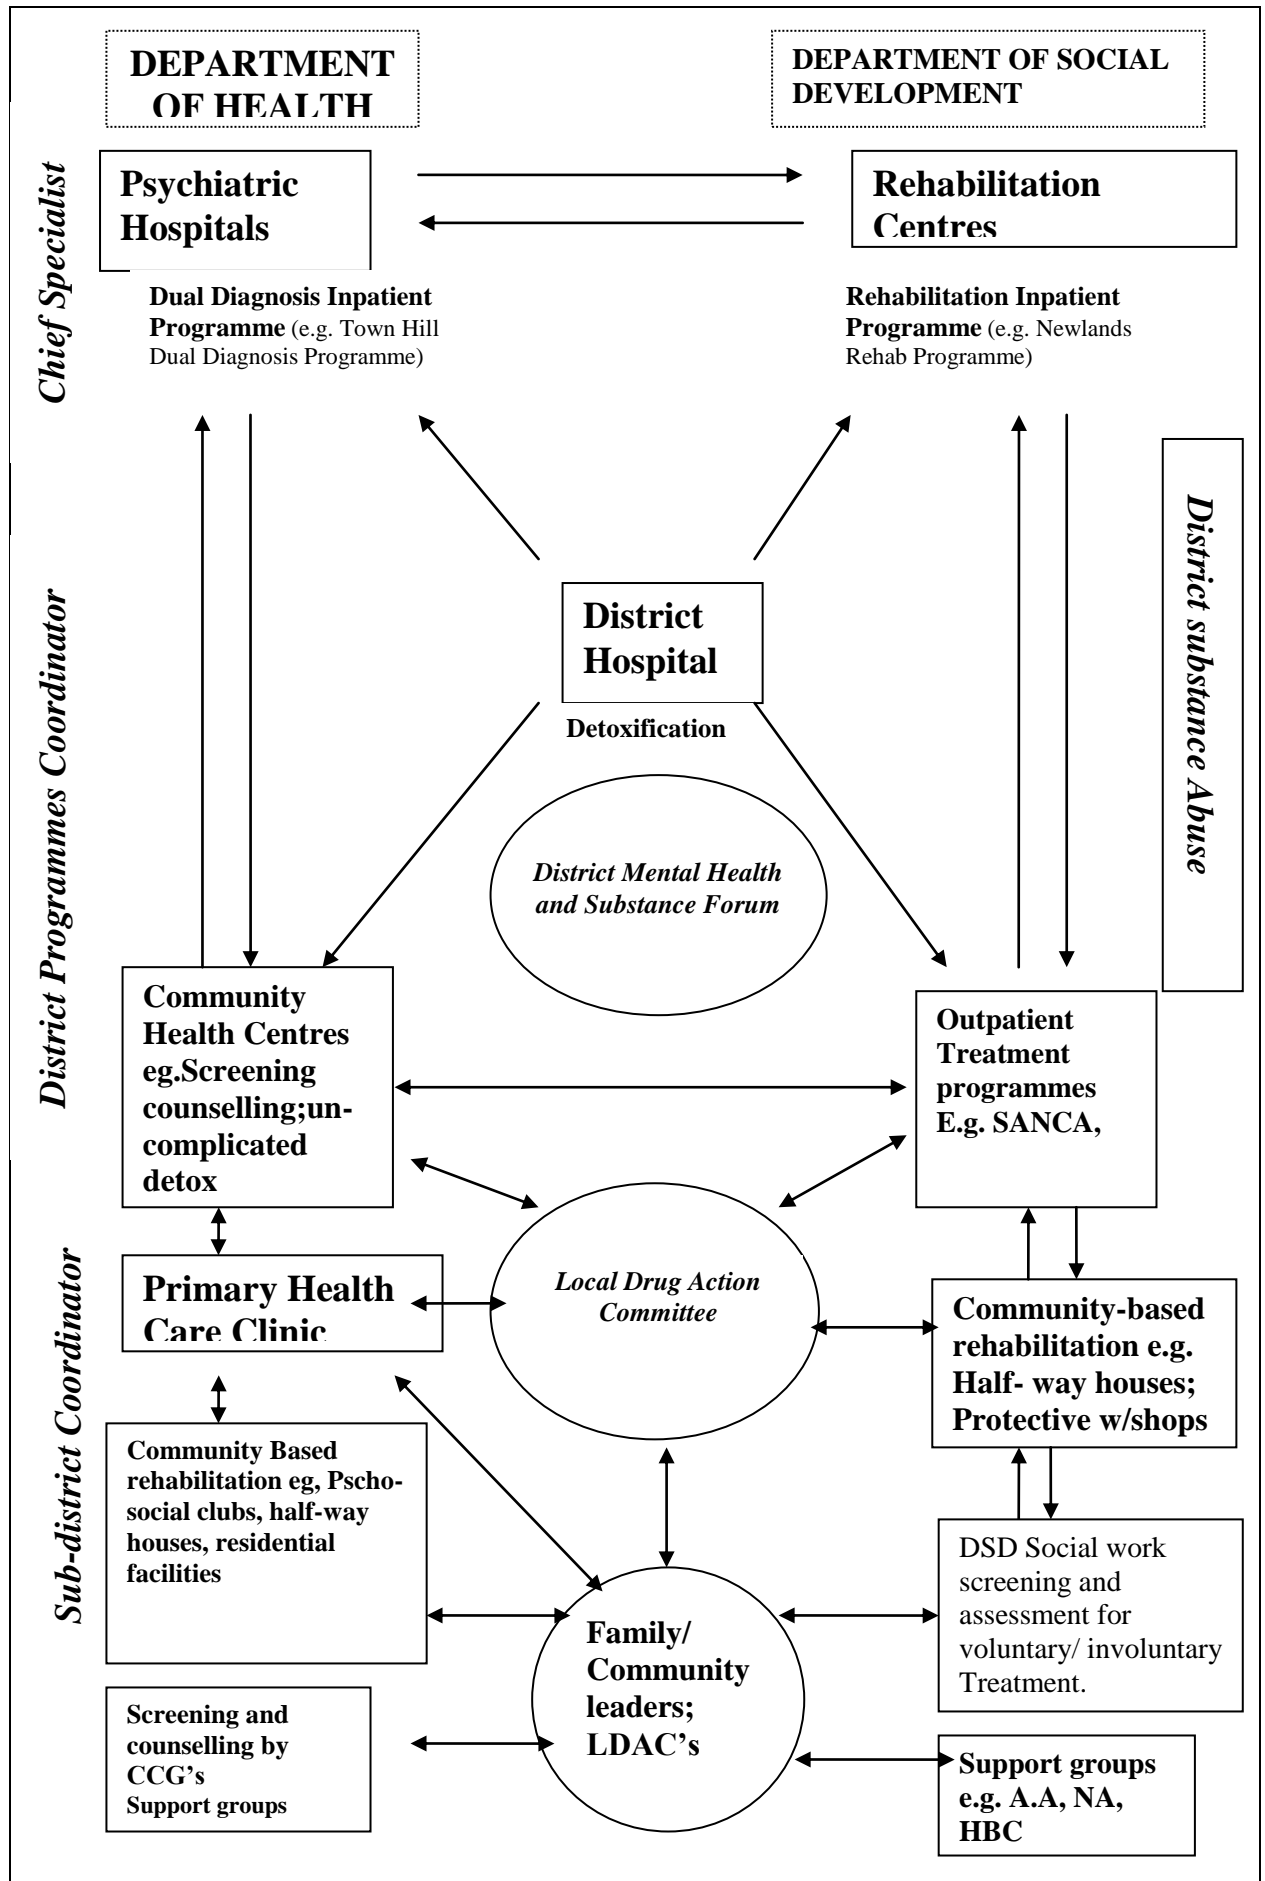 DEPARTMENT
OF HEALTH
DEPARTMENT OF SOCIAL
DEVELOPMENT
Chief Specialist
Psychiatric
Hospitals
Rehabilitation
Centres
Dual Diagnosis Inpatient
Programme (e.g. Town Hill
Dual Diagnosis Programme)
Rehabilitation Inpatient
Programme (e.g. Newlands
Rehab Programme)
District substance Abuse
District Programmes Coordinator
District
Hospital
Detoxification
District Mental Health
and Substance Forum
Community
Health Centres
eg.Screening
counselling;un-
complicated
detox
Outpatient
Treatment
programmes
E.g. SANCA,
Sub-district Coordinator
Primary Health
Care Clinic
Local Drug Action
Committee
Community-based
rehabilitation e.g.
Half- way houses;
Protective w/shops
Community Based
rehabilitation eg, Pscho-
social clubs, half-way
houses, residential
facilities
DSD Social work
screening and
assessment for
voluntary/ involuntary
Treatment.
Family/
Community
leaders;
LDAC's
Screening and
counselling by
CCG's
Support groups
Support groups
e.g. A.A, NA,
HBC